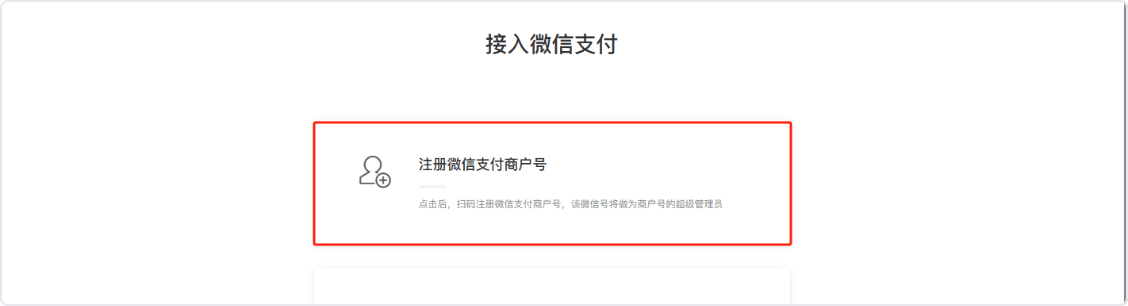 接入微信支付
注册微信支付商户号
点击后，扫码注册微信支付商户号，该微信号将做为商户号的超级管理员